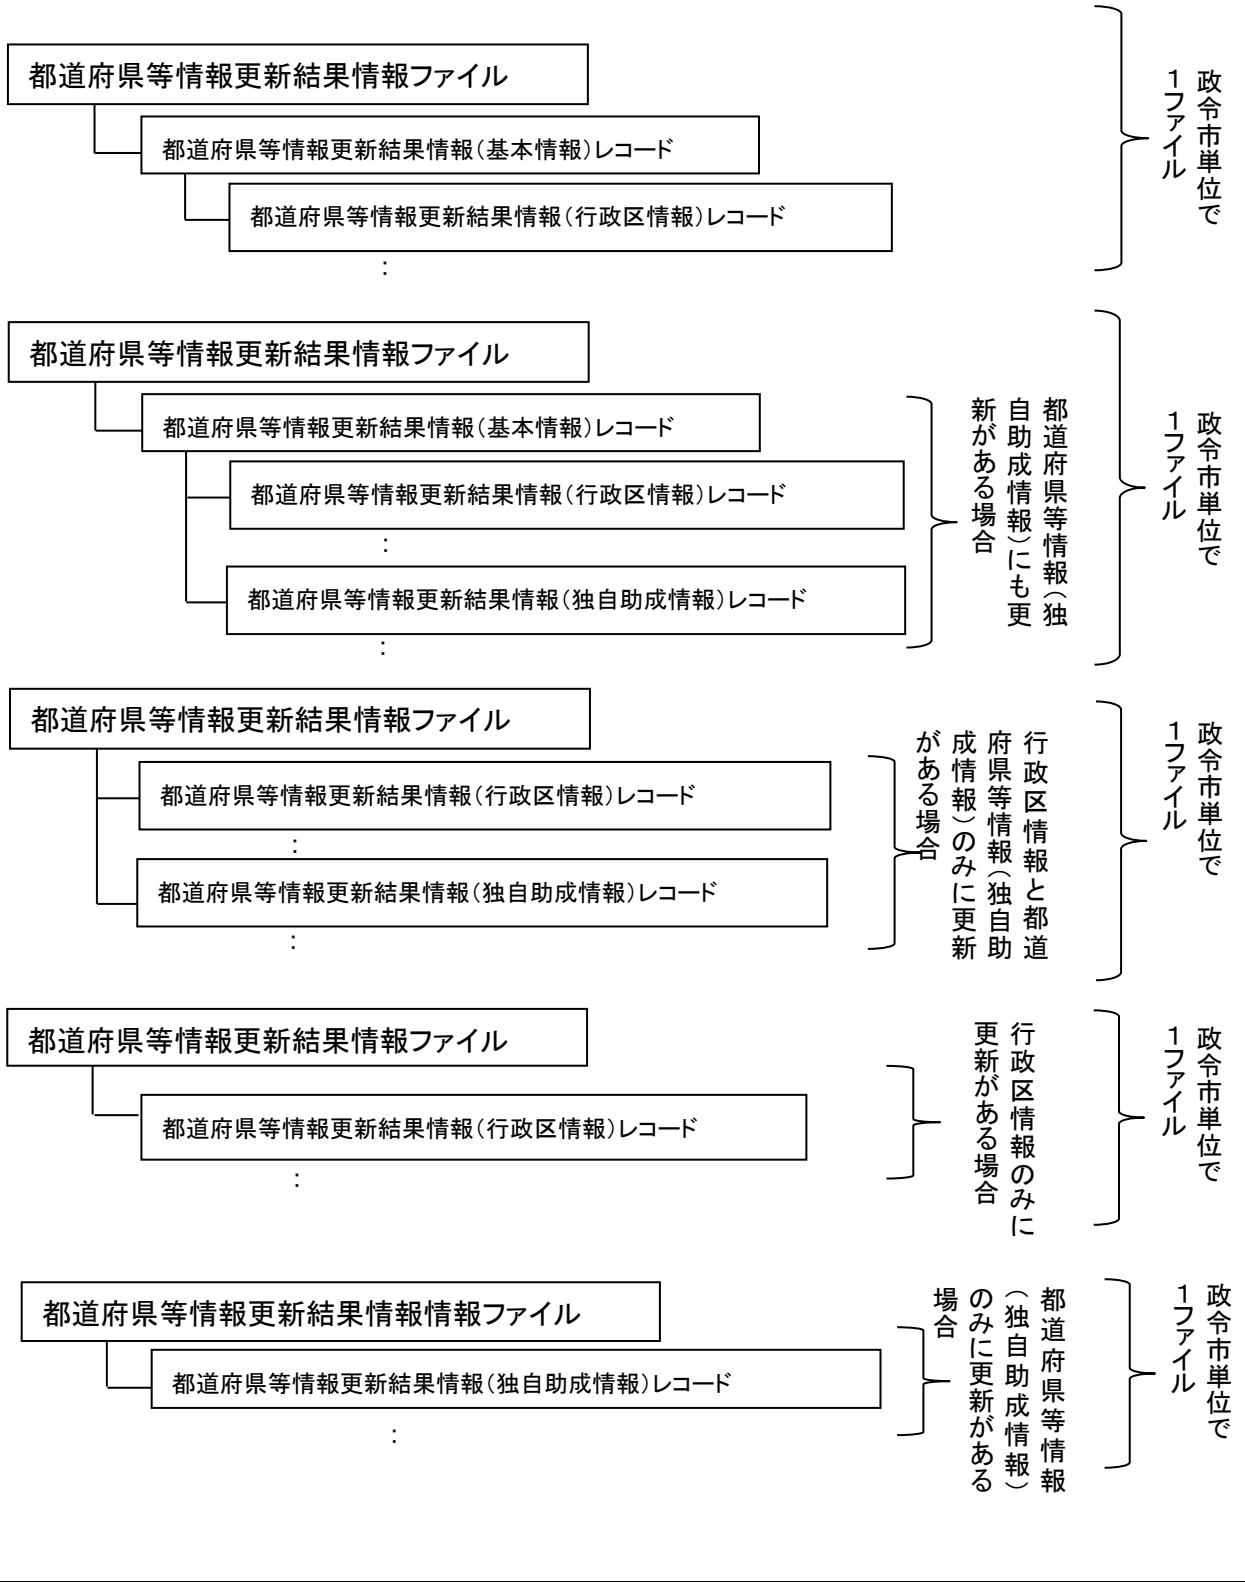 都道府県等情報更新結果情報ファイル
都道府県等情報更新結果情報(基本情報)レコード
都道府県等情報更新結果情報(行政区情報)レコード
:
政令市単位で
1ファイル
都道府県等情報更新結果情報ファイル
都道府県等情報更新結果情報(基本情報)レコード
都道府県等情報更新結果情報(行政区情報)レコード
:
都道府県等情報更新結果情報(独自助成情報)レコード
:
都道府県等情報(独
自助成情報)にも更
新がある場合
政令市単位で
1ファイル
都道府県等情報更新結果情報ファイル
都道府県等情報更新結果情報(行政区情報)レコード
:
都道府県等情報更新結果情報(独自助成情報)レコード
:
行政区情報と都道
府県等情報(独自助
成情報)のみに更新
がある場合
政令市単位で
1ファイル
都道府県等情報更新結果情報ファイル
都道府県等情報更新結果情報(行政区情報)レコード
:
行政区情報のみに
更新がある場合
政令市単位で
1ファイル
都道府県等情報更新結果情報情報ファイル
都道府県等情報更新結果情報(独自助成情報)レコード
:
都道府県等情報
(独自助成情報)
のみに更新がある
場合
政令市単位で
1ファイル